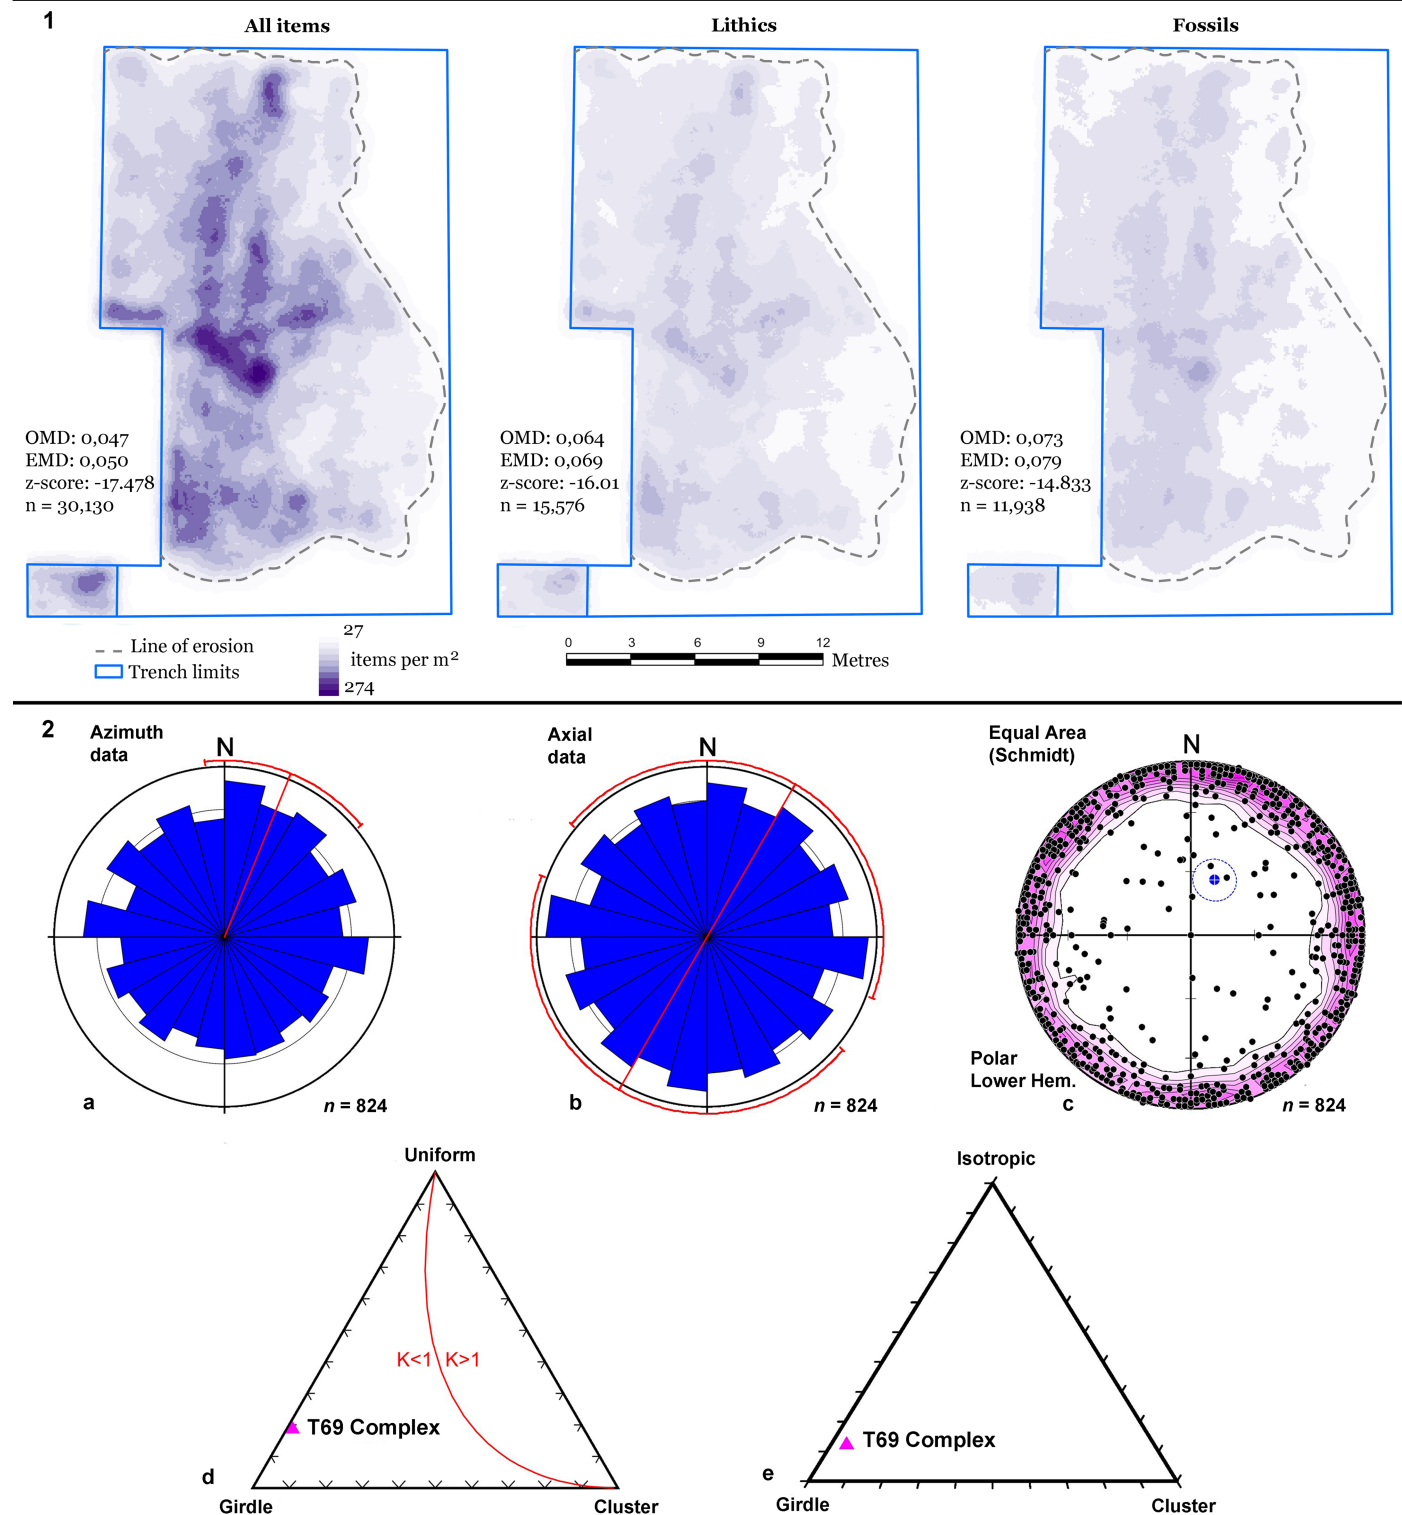 1
All items
Lithics
Fossils
OMD: 0,047
EMD: 0,050
z-score: -17.478
n = 30,130
OMD: 0,064
EMD: 0,069
z-score: -16.01
n = 15,576
OMD: 0,073
EMD: 0,079
z-score: -14.833
n = 11,938
Line of erosion
Trench limits
27
items per m²
274
0 3 6 9 12
Metres
2
Azimuth
data
N
a
n = 824
Axial
data
N
b
n = 824
Equal Area
(Schmidt)
N
Polar
Lower Hem.
c
n = 824
Uniform
K<1 K>1
T69 Complex
d
Girdle
Cluster
Isotropic
T69 Complex
e
Girdle
Cluster